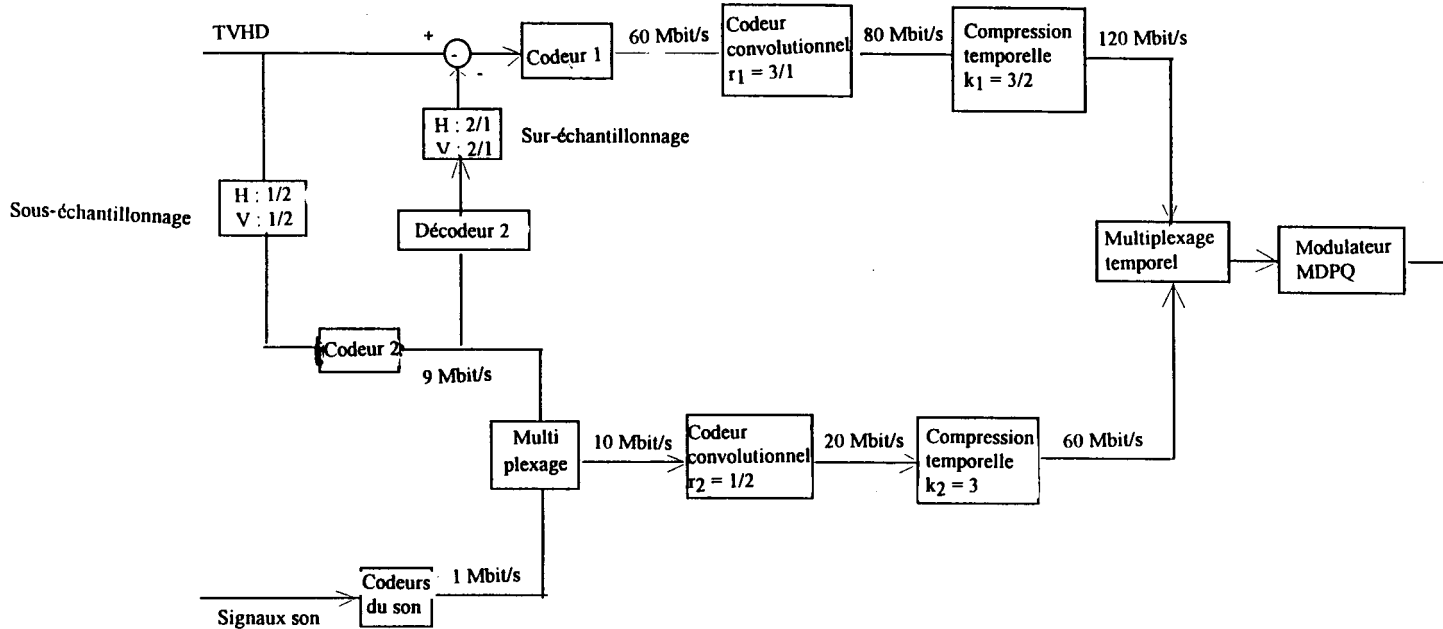 TVHD
+
-
-
Codeur 1
60 Mbit/s
Codeur
convolutionnel
r1 = 3/1
80 Mbit/s
Compression
temporelle
k1 = 3/2
120 Mbit/s
H : 2/1
V : 2/1
Sur-échantillonnage
Sous-échantillonnage
H : 1/2
V : 1/2
Décodeur 2
Multiplexage
temporel
Modulateur
MDPQ
Codeur 2
9 Mbit/s
Multi
plexage
10 Mbit/s
Codeur
convolutionnel
r2 = 1/2
20 Mbit/s
Compression
temporelle
k2 = 3
60 Mbit/s
Signaux son
Codeurs
du son
1 Mbit/s